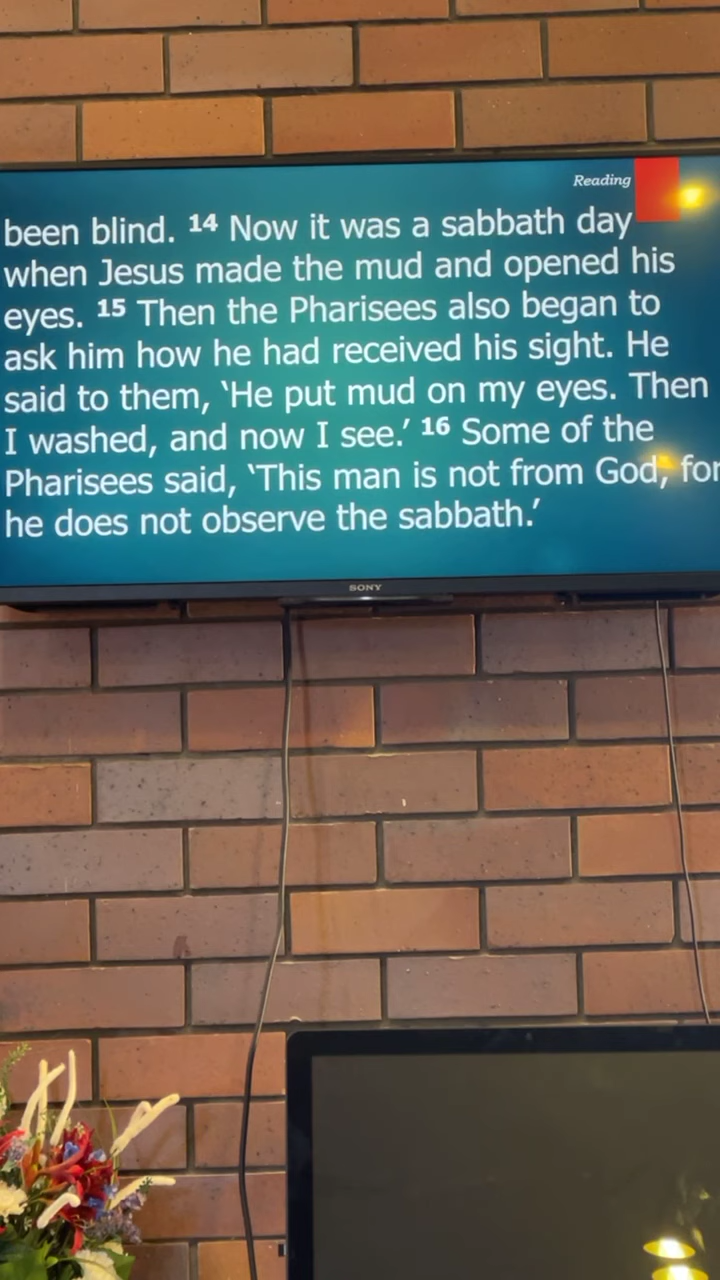 Reading
been blind. 14 Now it was a sabbath day
when Jesus made the mud and opened his
eyes. 15 Then the Pharisees also began to
ask him how he had received his sight. He
said to them, ‘He put mud on my eyes. Then
I washed, and now I see.’ 16 Some of the
Pharisees said, ‘This man is not from God, for
he does not observe the sabbath.’
SONY